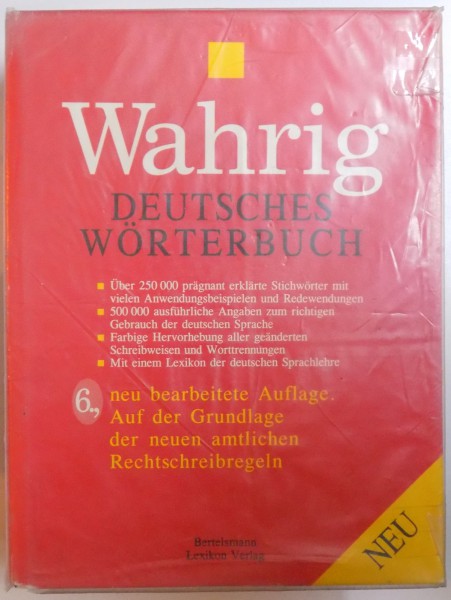 Wahrig
DEUTSCHES
WÖRTERBUCH
Über 250 000 prägnant erklärte Stichwörter mit
vielen Anwendungsbeispielen und Redewendungen
500 000 ausführliche Angaben zum richtigen
Gebrauch der deutschen Sprache
Farbige Hervorhebung aller geänderten
Schreibweisen und Worttrennungen
Mit einem Lexikon der deutschen Sprachlehre
6., neu bearbeitete Auflage.
Auf der Grundlage
der neuen amtlichen
Rechtschreibregeln
NEU
Bertelsmann
Lexikon Verlag